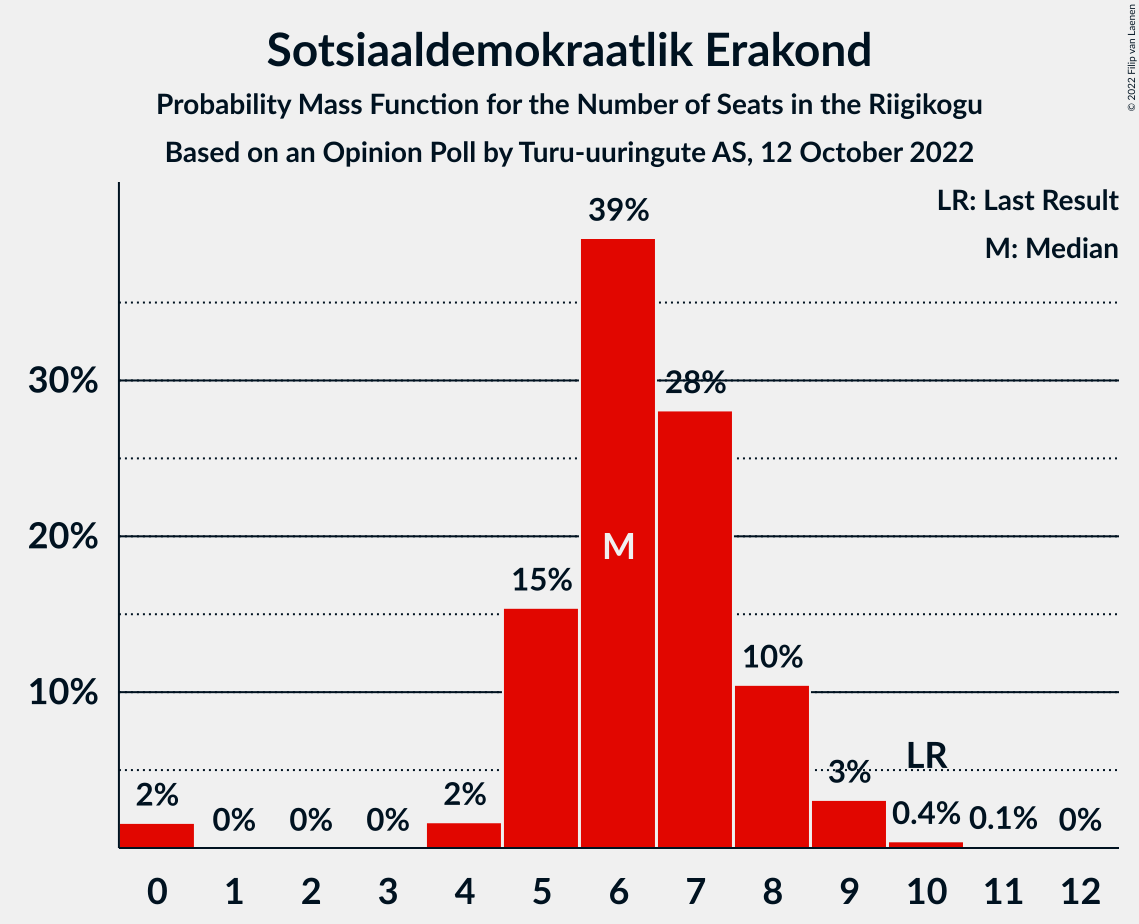 Sotsiaaldemokraatlik Erakond
Probability Mass Function for the Number of Seats in the Riigikogu
Based on an Opinion Poll by Turu-uuringute AS, 12 October 2022
© 2022 Filip van Laenen
LR: Last Result
M: Median
39%
30%
28%
20%
M
15%
10%
10%
LR
2%
0%
0%
0%
2%
3%
0.4%
0.1%
0%
0 1 2 3 4 5 6 7 8 9 10 11 12